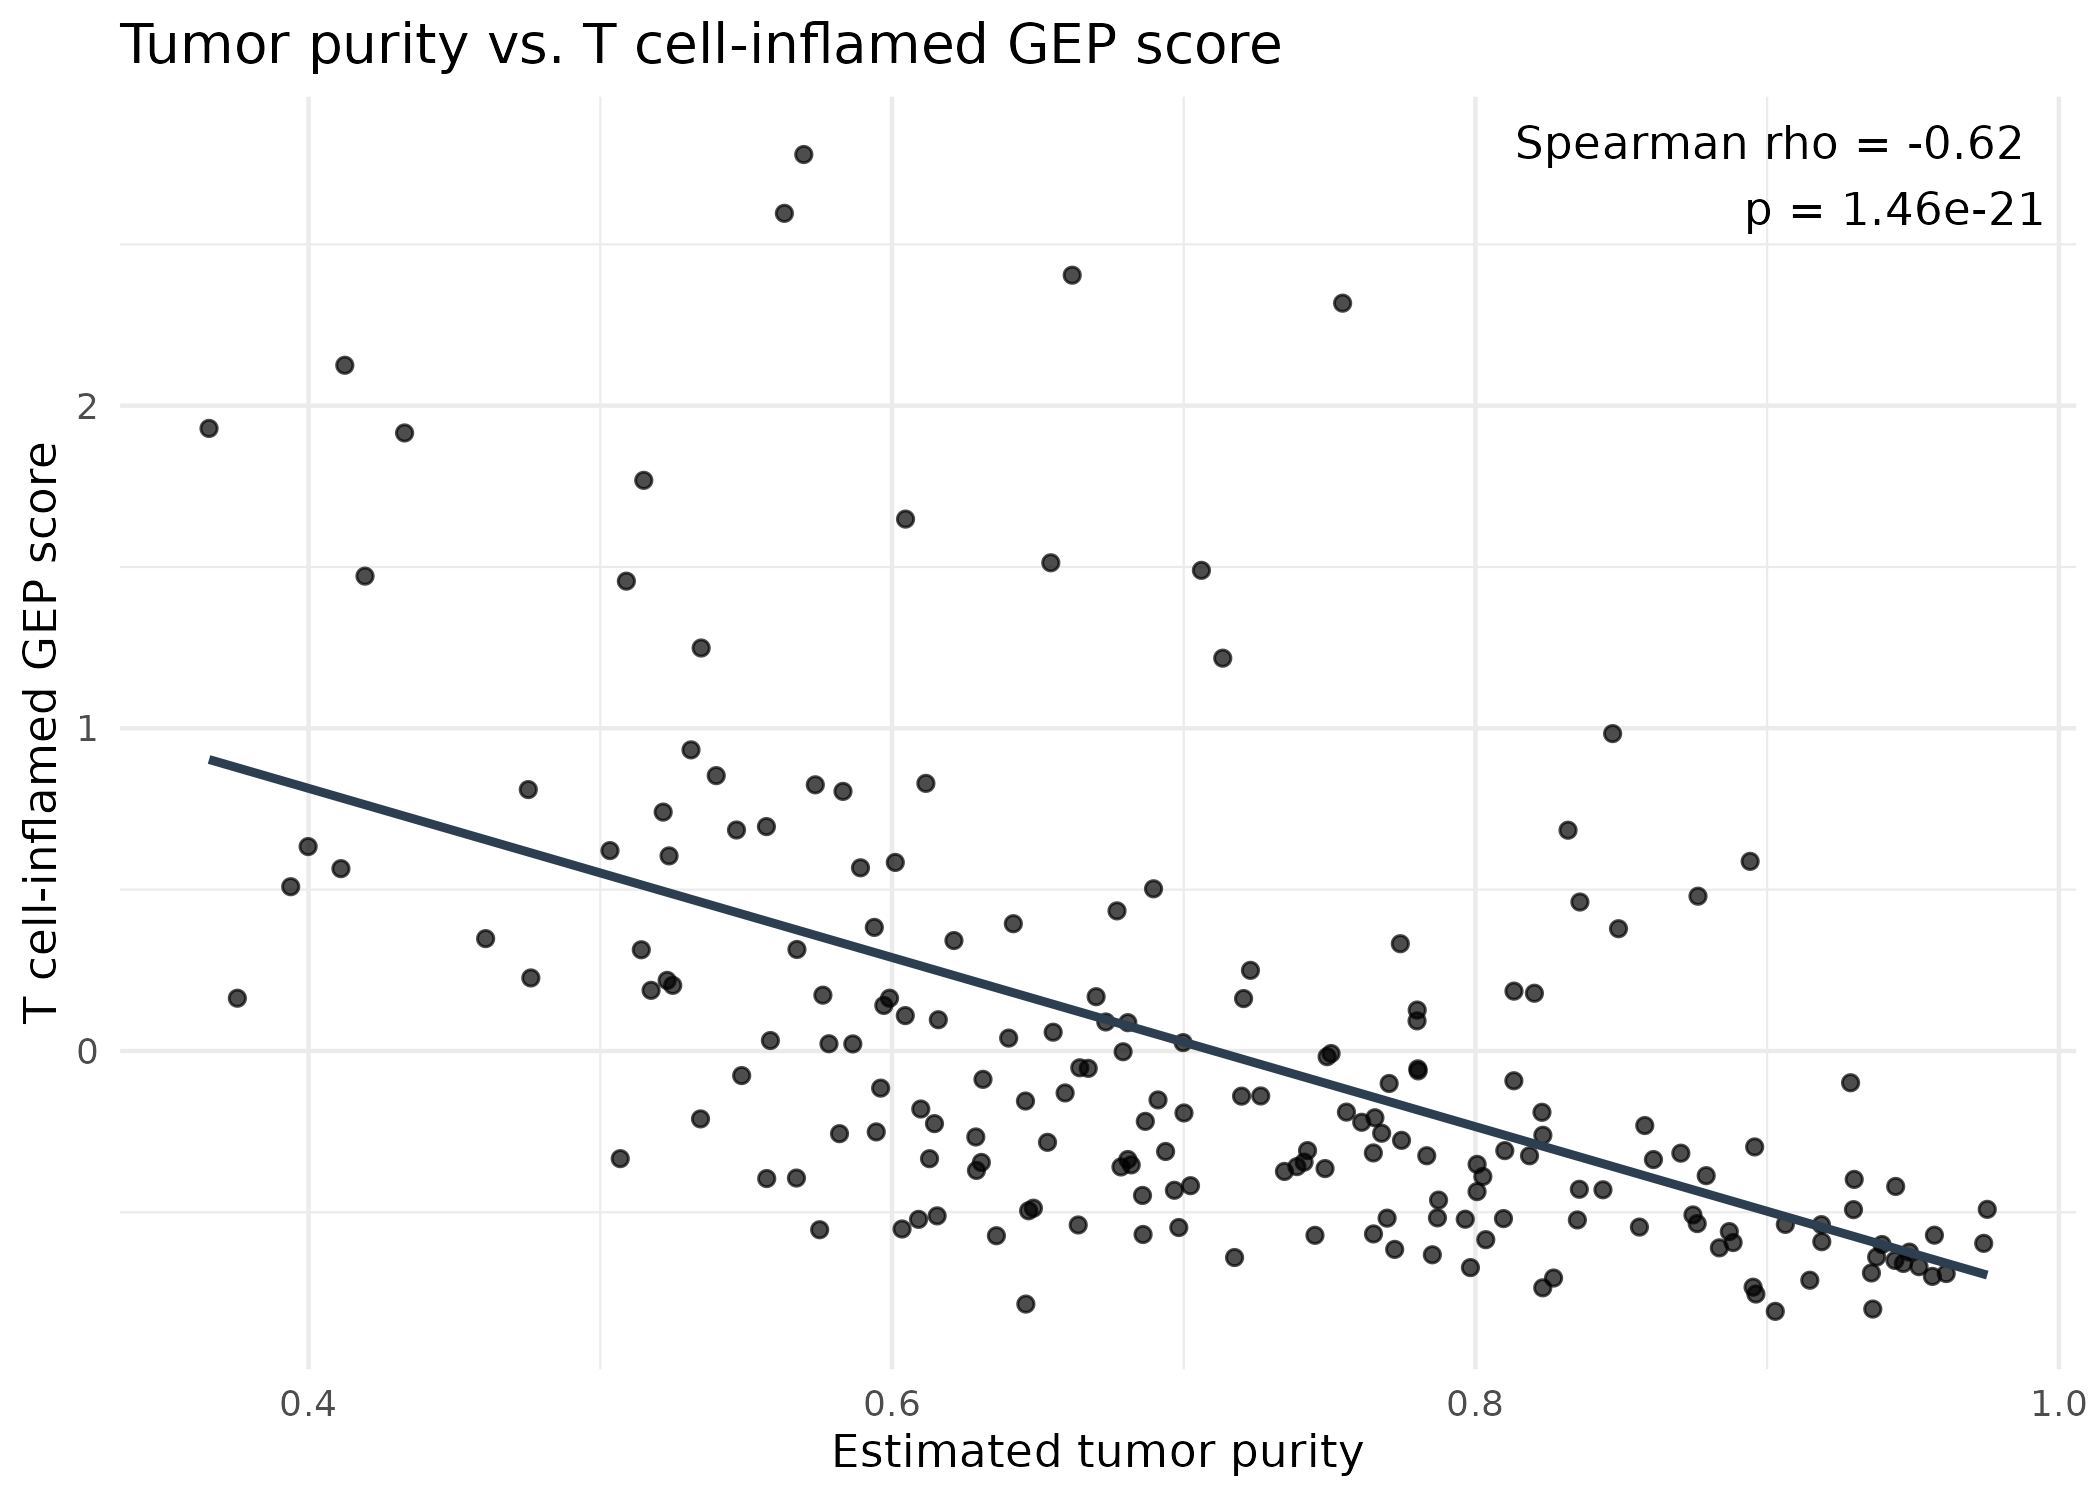 Tumor purity vs. T cell-inflamed GEP score
Spearman rho = -0.62
p = 1.46e-21
T cell-inflamed GEP score
2
1
0
0.4
0.6
0.8
1.0
Estimated tumor purity